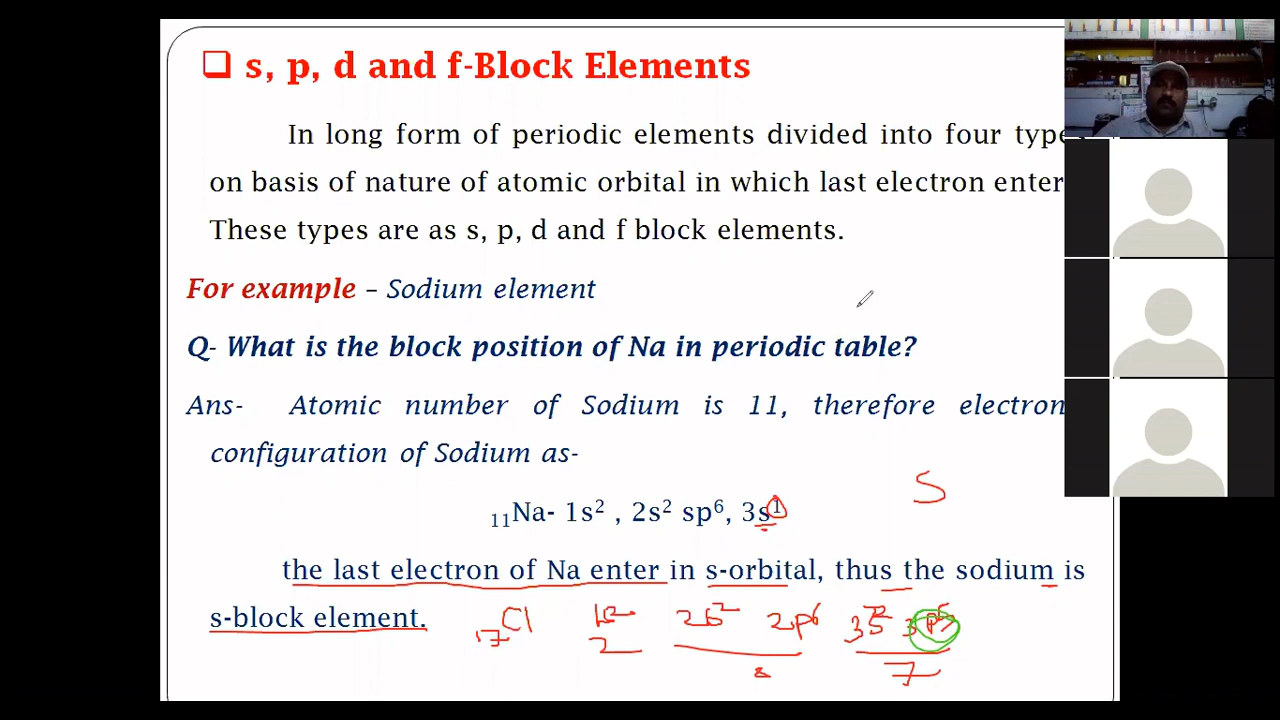 s, p, d and f-Block Elements
In long form of periodic elements divided into four type
on basis of nature of atomic orbital in which last electron enter
These types are as s, p, d and f block elements.
For example – Sodium element
Q- What is the block position of Na in periodic table?
Ans- Atomic number of Sodium is 11, therefore electron
configuration of Sodium as-
S
₁₁Na- 1s² , 2s² sp⁶, 3s¹
the last electron of Na enter in s-orbital, thus the sodium is
s-block element.
₁₇Cl 1s² 2s² 2p⁶ 3s² 3p⁵
2 8 7